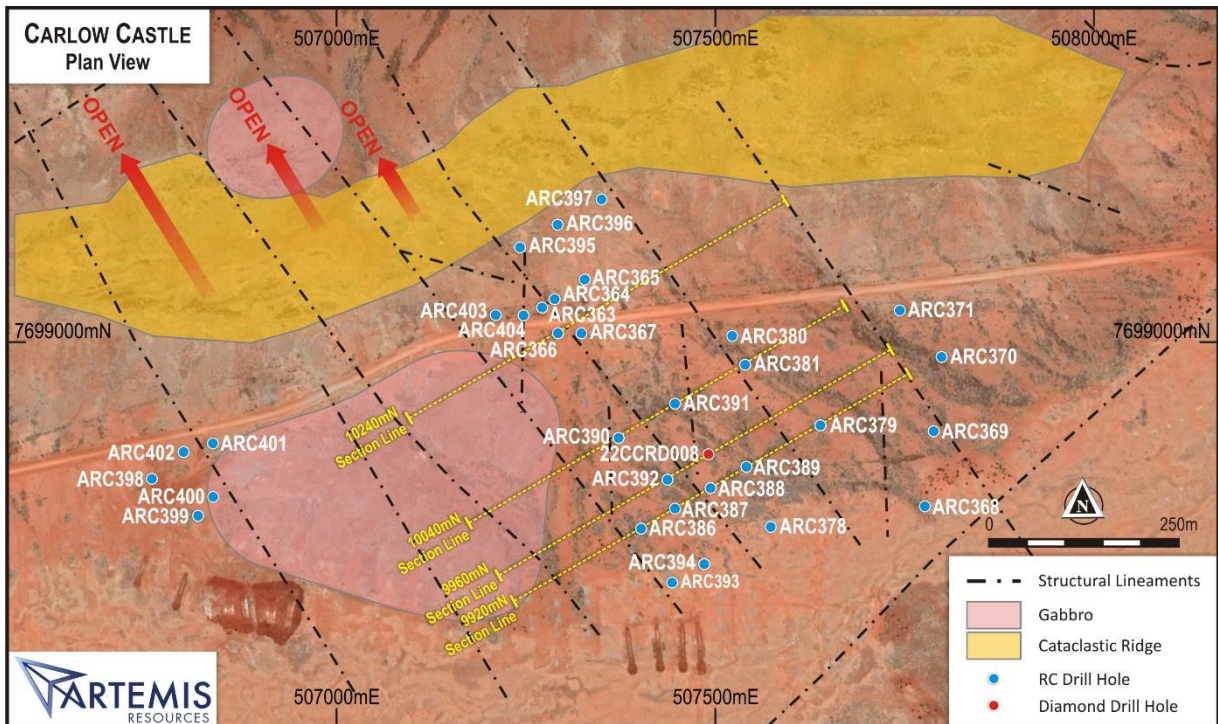 CARLOW CASTLE
Plan View
507000mE
507500mE
508000mE
OPEN
OPEN
OPEN
ARC397
ARC396
ARC395
ARC365
ARC364
ARC363
ARC403
ARC404
ARC366
ARC367
ARC371
ARC380
ARC370
ARC381
7699000mN
7699000mN
ARC391
10240mN
Section Line
ARC390
ARC379
ARC369
ARC402
ARC401
22CCRD008
ARC398
ARC392
ARC389
ARC400
ARC388
ARC399
ARC387
ARC368
ARC386
ARC378
10040mN
Section Line
N
0
250m
9960mN
Section Line
ARC394
ARC393
9920mN
Section Line
Structural Lineaments
Gabbro
Cataclastic Ridge
RC Drill Hole
Diamond Drill Hole
ARTEMIS
RESOURCES
507000mE
507500mE